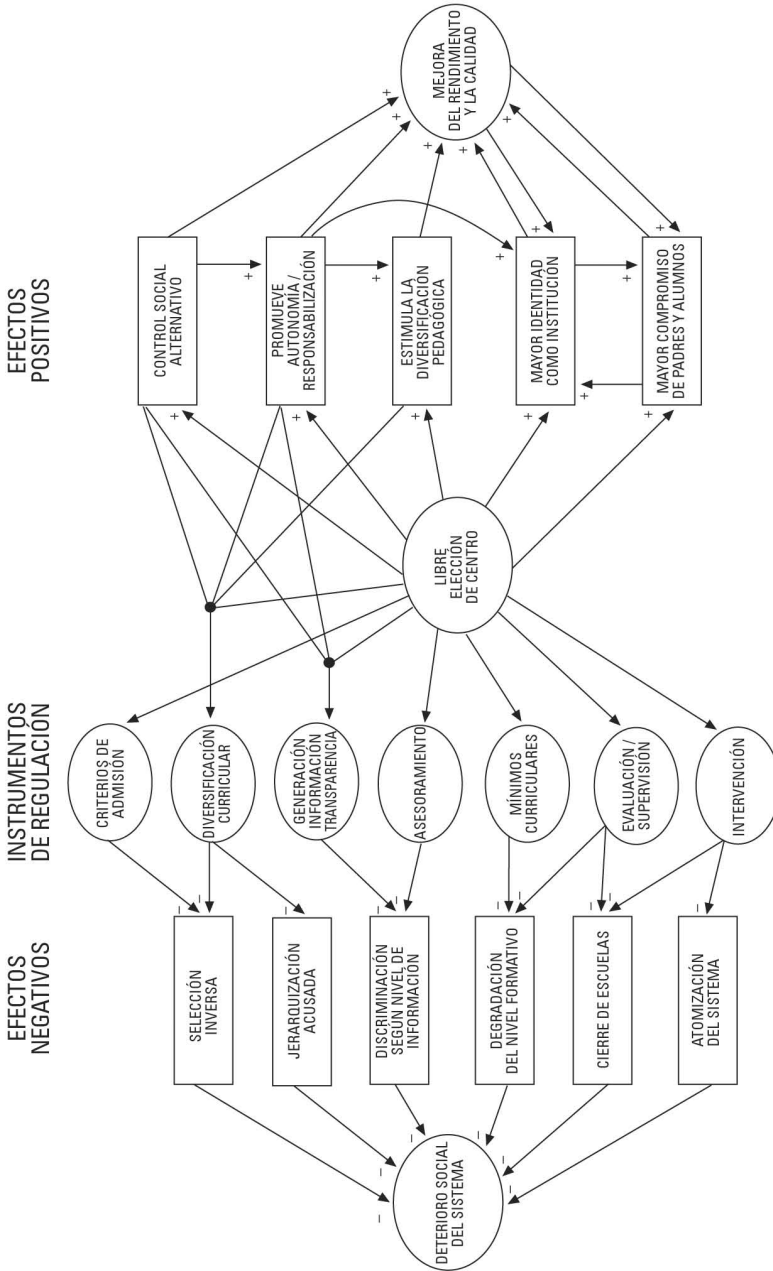 EFECTOS
NEGATIVOS
INSTRUMENTOS
DE REGULACIÓN
EFECTOS
POSITIVOS
DETERIORO SOCIAL
DEL SISTEMA
SELECCIÓN
INVERSA
JERARQUIZACIÓN
ACUSADA
DISCRIMINACIÓN
SEGÚN NIVEL DE
INFORMACIÓN
DEGRADACIÓN
DEL NIVEL FORMATIVO
CIERRE DE ESCUELAS
ATOMIZACIÓN
DEL SISTEMA
CRITERIOS DE
ADMISIÓN
DIVERSIFICACIÓN
CURRICULAR
GENERACIÓN
INFORMACIÓN
TRANSPARENCIA
ASESORAMIENTO
MÍNIMOS
CURRICULARES
EVALUACIÓN /
SUPERVISIÓN
INTERVENCIÓN
LIBRE
ELECCIÓN
DE CENTRO
CONTROL SOCIAL
ALTERNATIVO
PROMUEVE
AUTONOMÍA /
RESPONSABILIZACIÓN
ESTIMULA LA
DIVERSIFICACIÓN
PEDAGÓGICA
MAYOR IDENTIDAD
COMO INSTITUCIÓN
MAYOR COMPROMISO
DE PADRES Y ALUMNOS
MEJORA
DEL RENDIMIENTO
Y LA CALIDAD